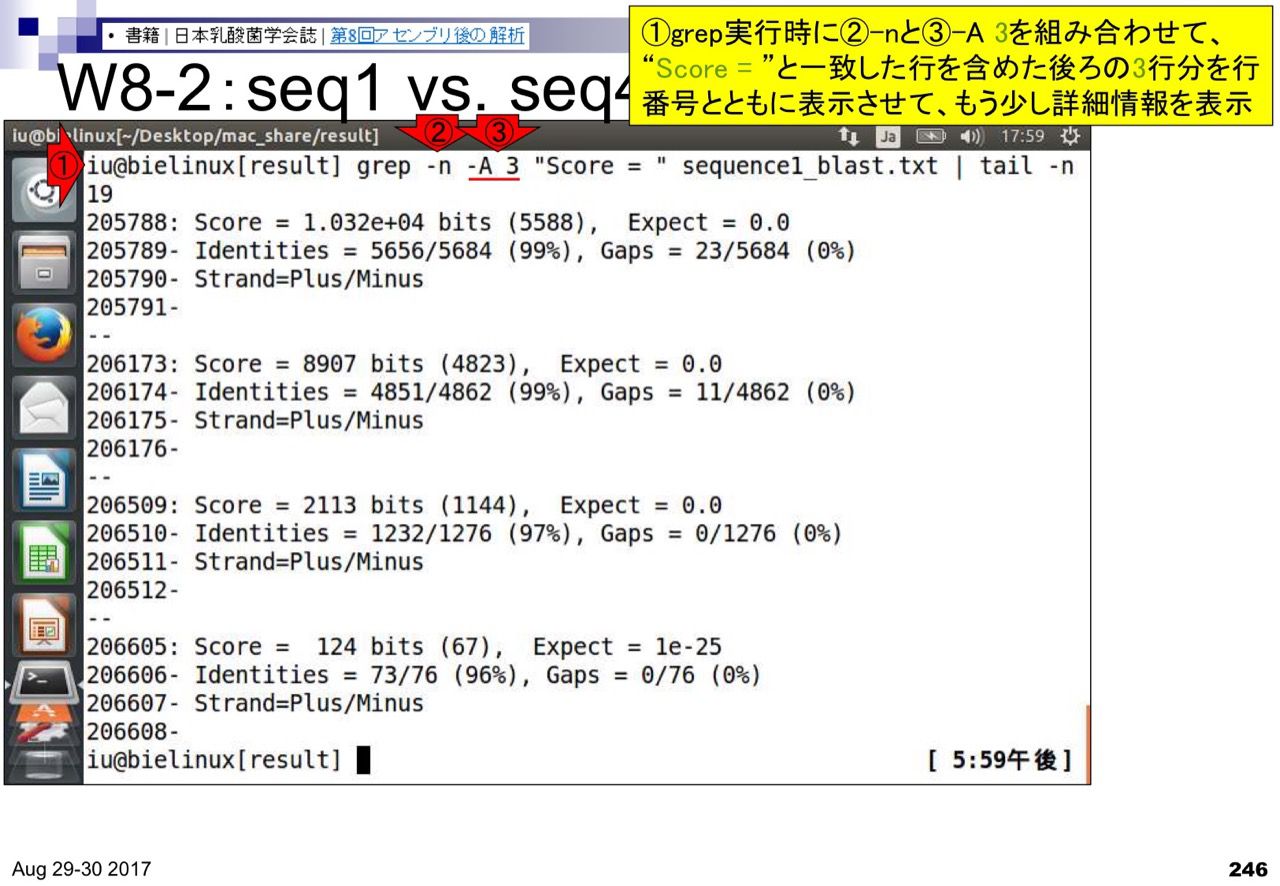 • 書籍 | 日本乳酸菌学会誌 | 第8回アセンブリ後の解析
W8-2：seq1 vs. seq4
①grep実行時に②-nと③-A 3を組み合わせて、
“Score = ”と一致した行を含めた後ろの3行分を行
番号とともに表示させて、もう少し詳細情報を表示
iu@bielinux[~/Desktop/mac_share/result]
Ja
17:59
②
③
①
iu@bielinux[result] grep -n -A 3 "Score = " sequence1_blast.txt | tail -n
19
205788: Score = 1.032e+04 bits (5588),  Expect = 0.0
205789- Identities = 5656/5684 (99%), Gaps = 23/5684 (0%)
205790- Strand=Plus/Minus
205791-
--
206173: Score = 8907 bits (4823),  Expect = 0.0
206174- Identities = 4851/4862 (99%), Gaps = 11/4862 (0%)
206175- Strand=Plus/Minus
206176-
--
206509: Score = 2113 bits (1144),  Expect = 0.0
206510- Identities = 1232/1276 (97%), Gaps = 0/1276 (0%)
206511- Strand=Plus/Minus
206512-
--
206605: Score =  124 bits (67),  Expect = 1e-25
206606- Identities = 73/76 (96%), Gaps = 0/76 (0%)
206607- Strand=Plus/Minus
206608-
iu@bielinux[result]
[ 5:59午後]
Aug 29-30 2017
246